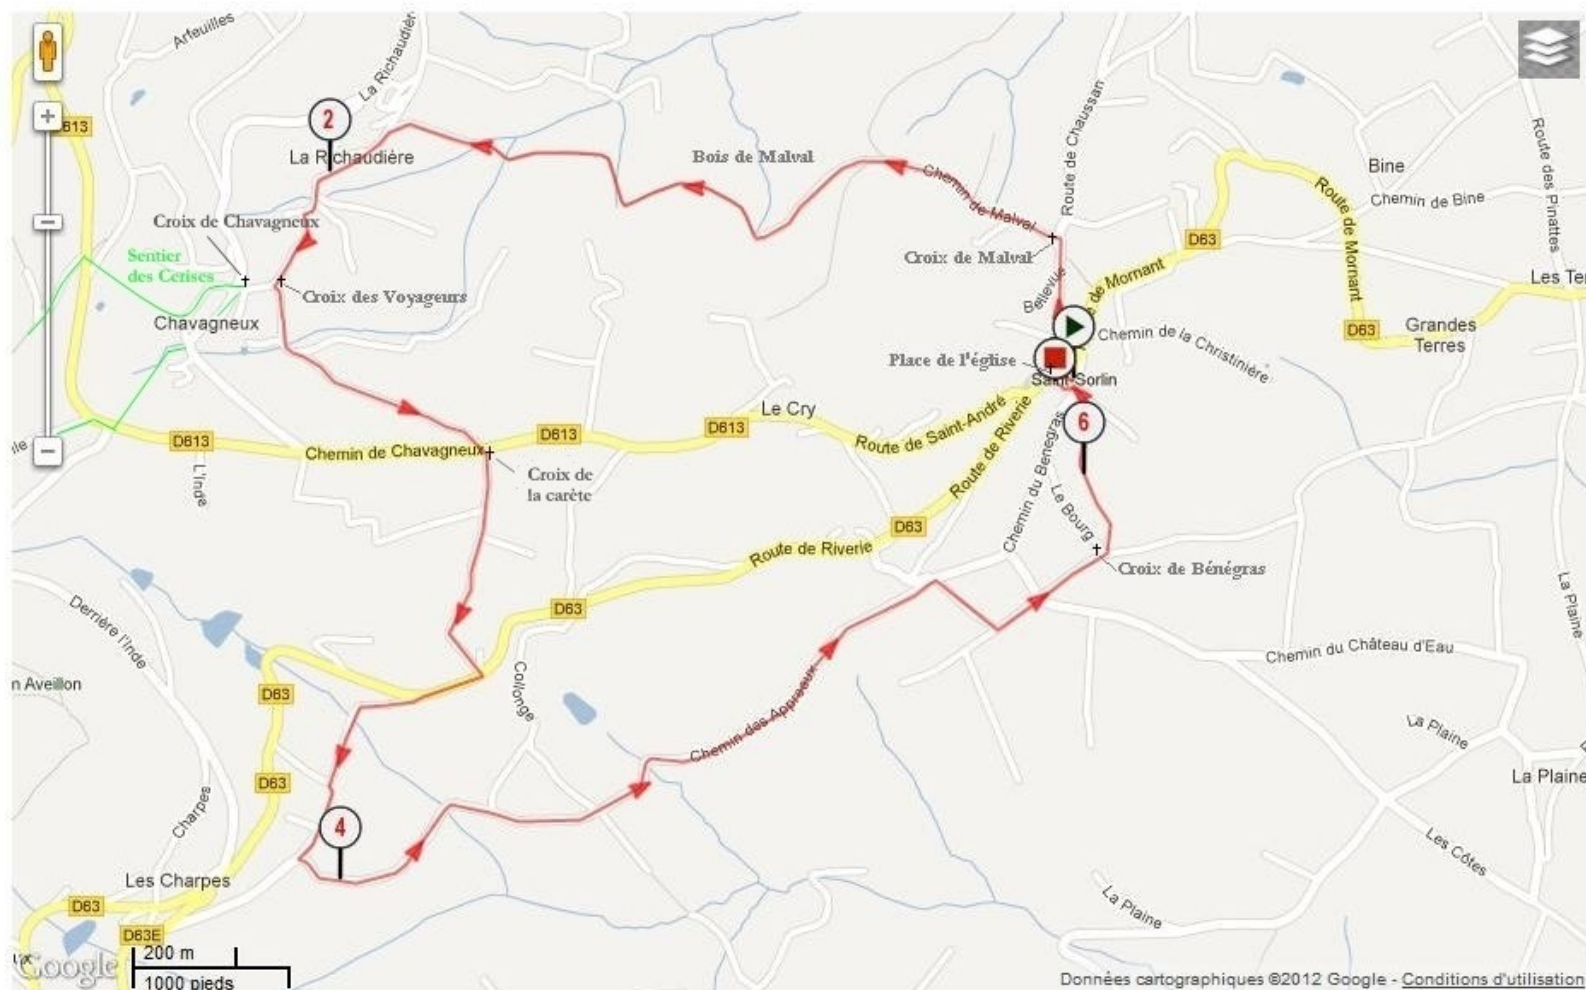 Arfeuilles
La Richaudière
D613
2
La Richaudière
Bois de Malval
Chemin de Malval
Route de Chaussan
Bine
Chemin de Bine
Route des Pinattes
Croix de Chavagneux
Sentier
des Cerises
Croix des Voyageurs
Chavagneux
Croix de Malval
Bellevue
D63
Route de Mornant
Route de Mornant
de Mornant
Les Ter
D63
Grandes
Terres
Chemin de la Christinière
Place de l'église
Saint-Sorlin
Le Cry
D613
D613
D613
Chemin de Chavagneux
Route de Saint-André
Route de Riverie
6
L'Inde
Croix de
la carète
Chemin du Benegras
Le Bourg
D63
Route de Riverie
Croix de Bénégras
D63
Derrière l'Inde
n Aveillon
D63
Collonge
Chemin des Appraeux
Chemin du Château d'Eau
La Plaine
La Plaine
La Plaine
D63
Charpes
4
Les Côtes
Les Charpes
La Plaine
D63
D63E
ux
Google
200 m
1000 pieds
Données cartographiques ©2012 Google - Conditions d'utilisation